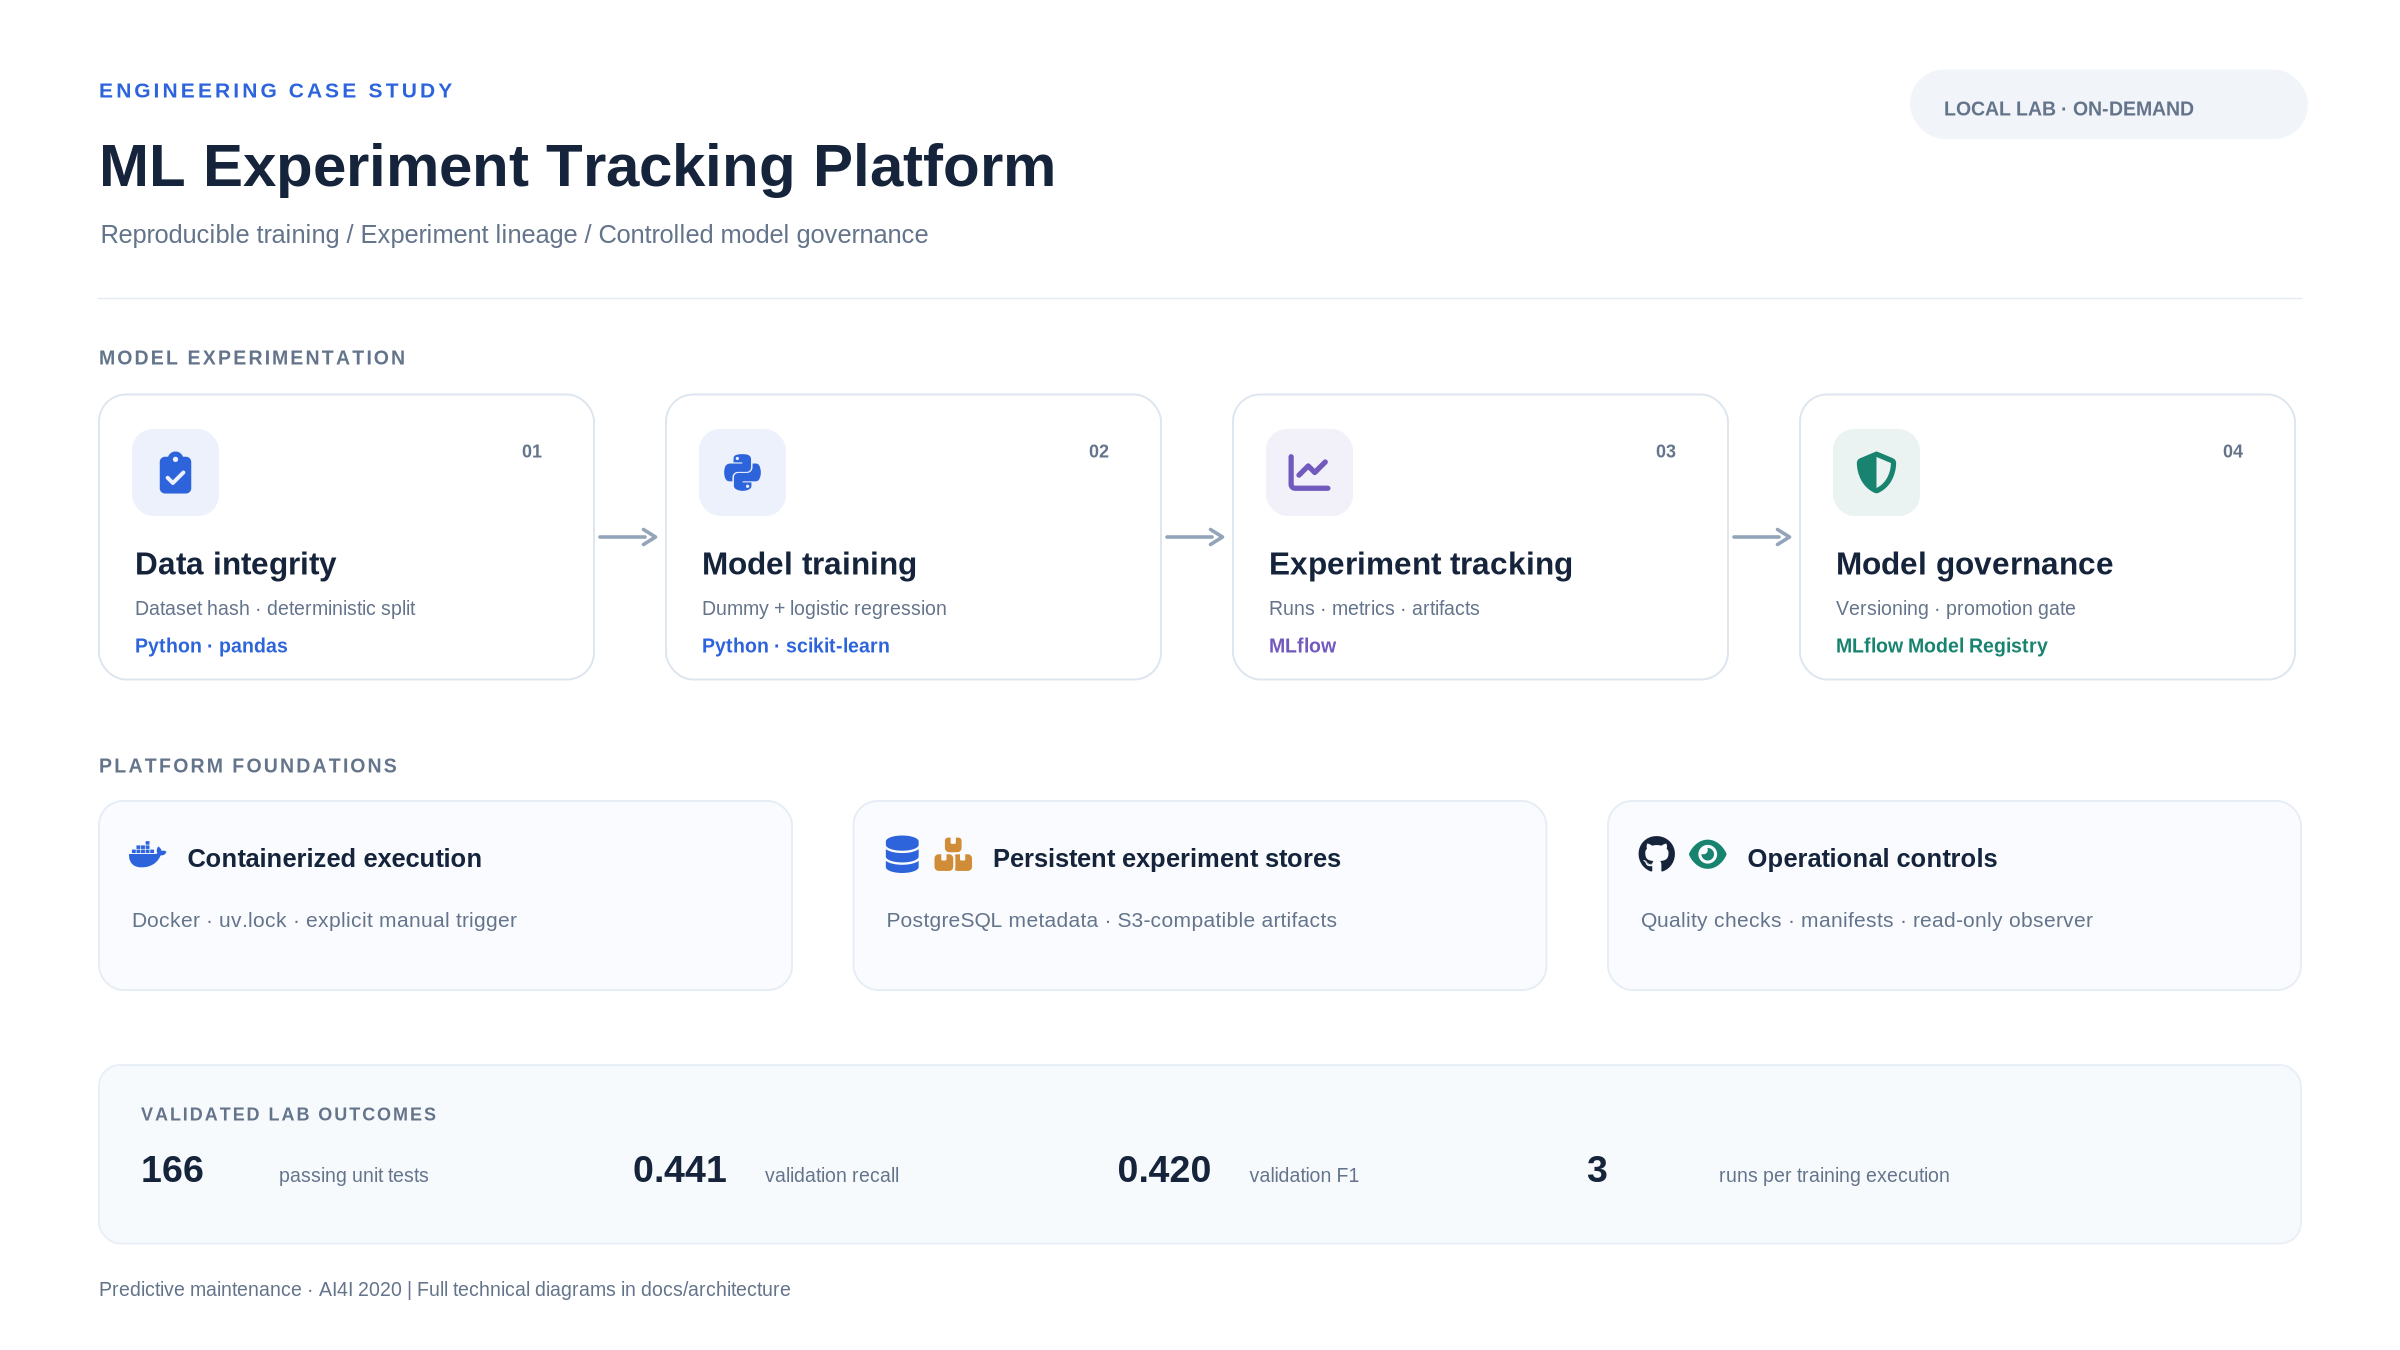 ENGINEERING CASE STUDY
LOCAL LAB · ON-DEMAND
ML Experiment Tracking Platform
Reproducible training / Experiment lineage / Controlled model governance
MODEL EXPERIMENTATION
01
Data integrity
Dataset hash · deterministic split
Python · pandas
02
Model training
Dummy + logistic regression
Python · scikit-learn
03
Experiment tracking
Runs · metrics · artifacts
MLflow
04
Model governance
Versioning · promotion gate
MLflow Model Registry
PLATFORM FOUNDATIONS
Containerized execution
Docker · uv.lock · explicit manual trigger
Persistent experiment stores
PostgreSQL metadata · S3-compatible artifacts
Operational controls
Quality checks · manifests · read-only observer
VALIDATED LAB OUTCOMES
166 passing unit tests
0.441 validation recall
0.420 validation F1
3 runs per training execution
Predictive maintenance · AI4I 2020 | Full technical diagrams in docs/architecture